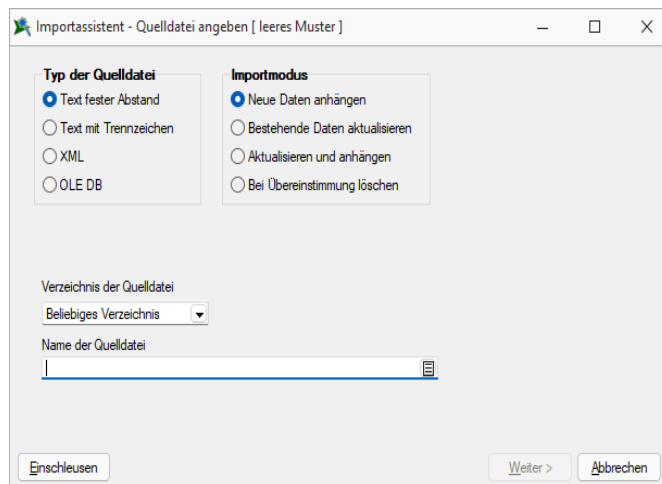 Importassistent - Quelldatei angeben [ leeres Muster ]
Typ der Quelldatei
Text fester Abstand
Text mit Trennzeichen
XML
OLE DB
Importmodus
Neue Daten anhängen
Bestehende Daten aktualisieren
Aktualisieren und anhängen
Bei Übereinstimmung löschen
Verzeichnis der Quelldatei
Beliebiges Verzeichnis
Name der Quelldatei
Einschleusen
Weiter >
Abbrechen